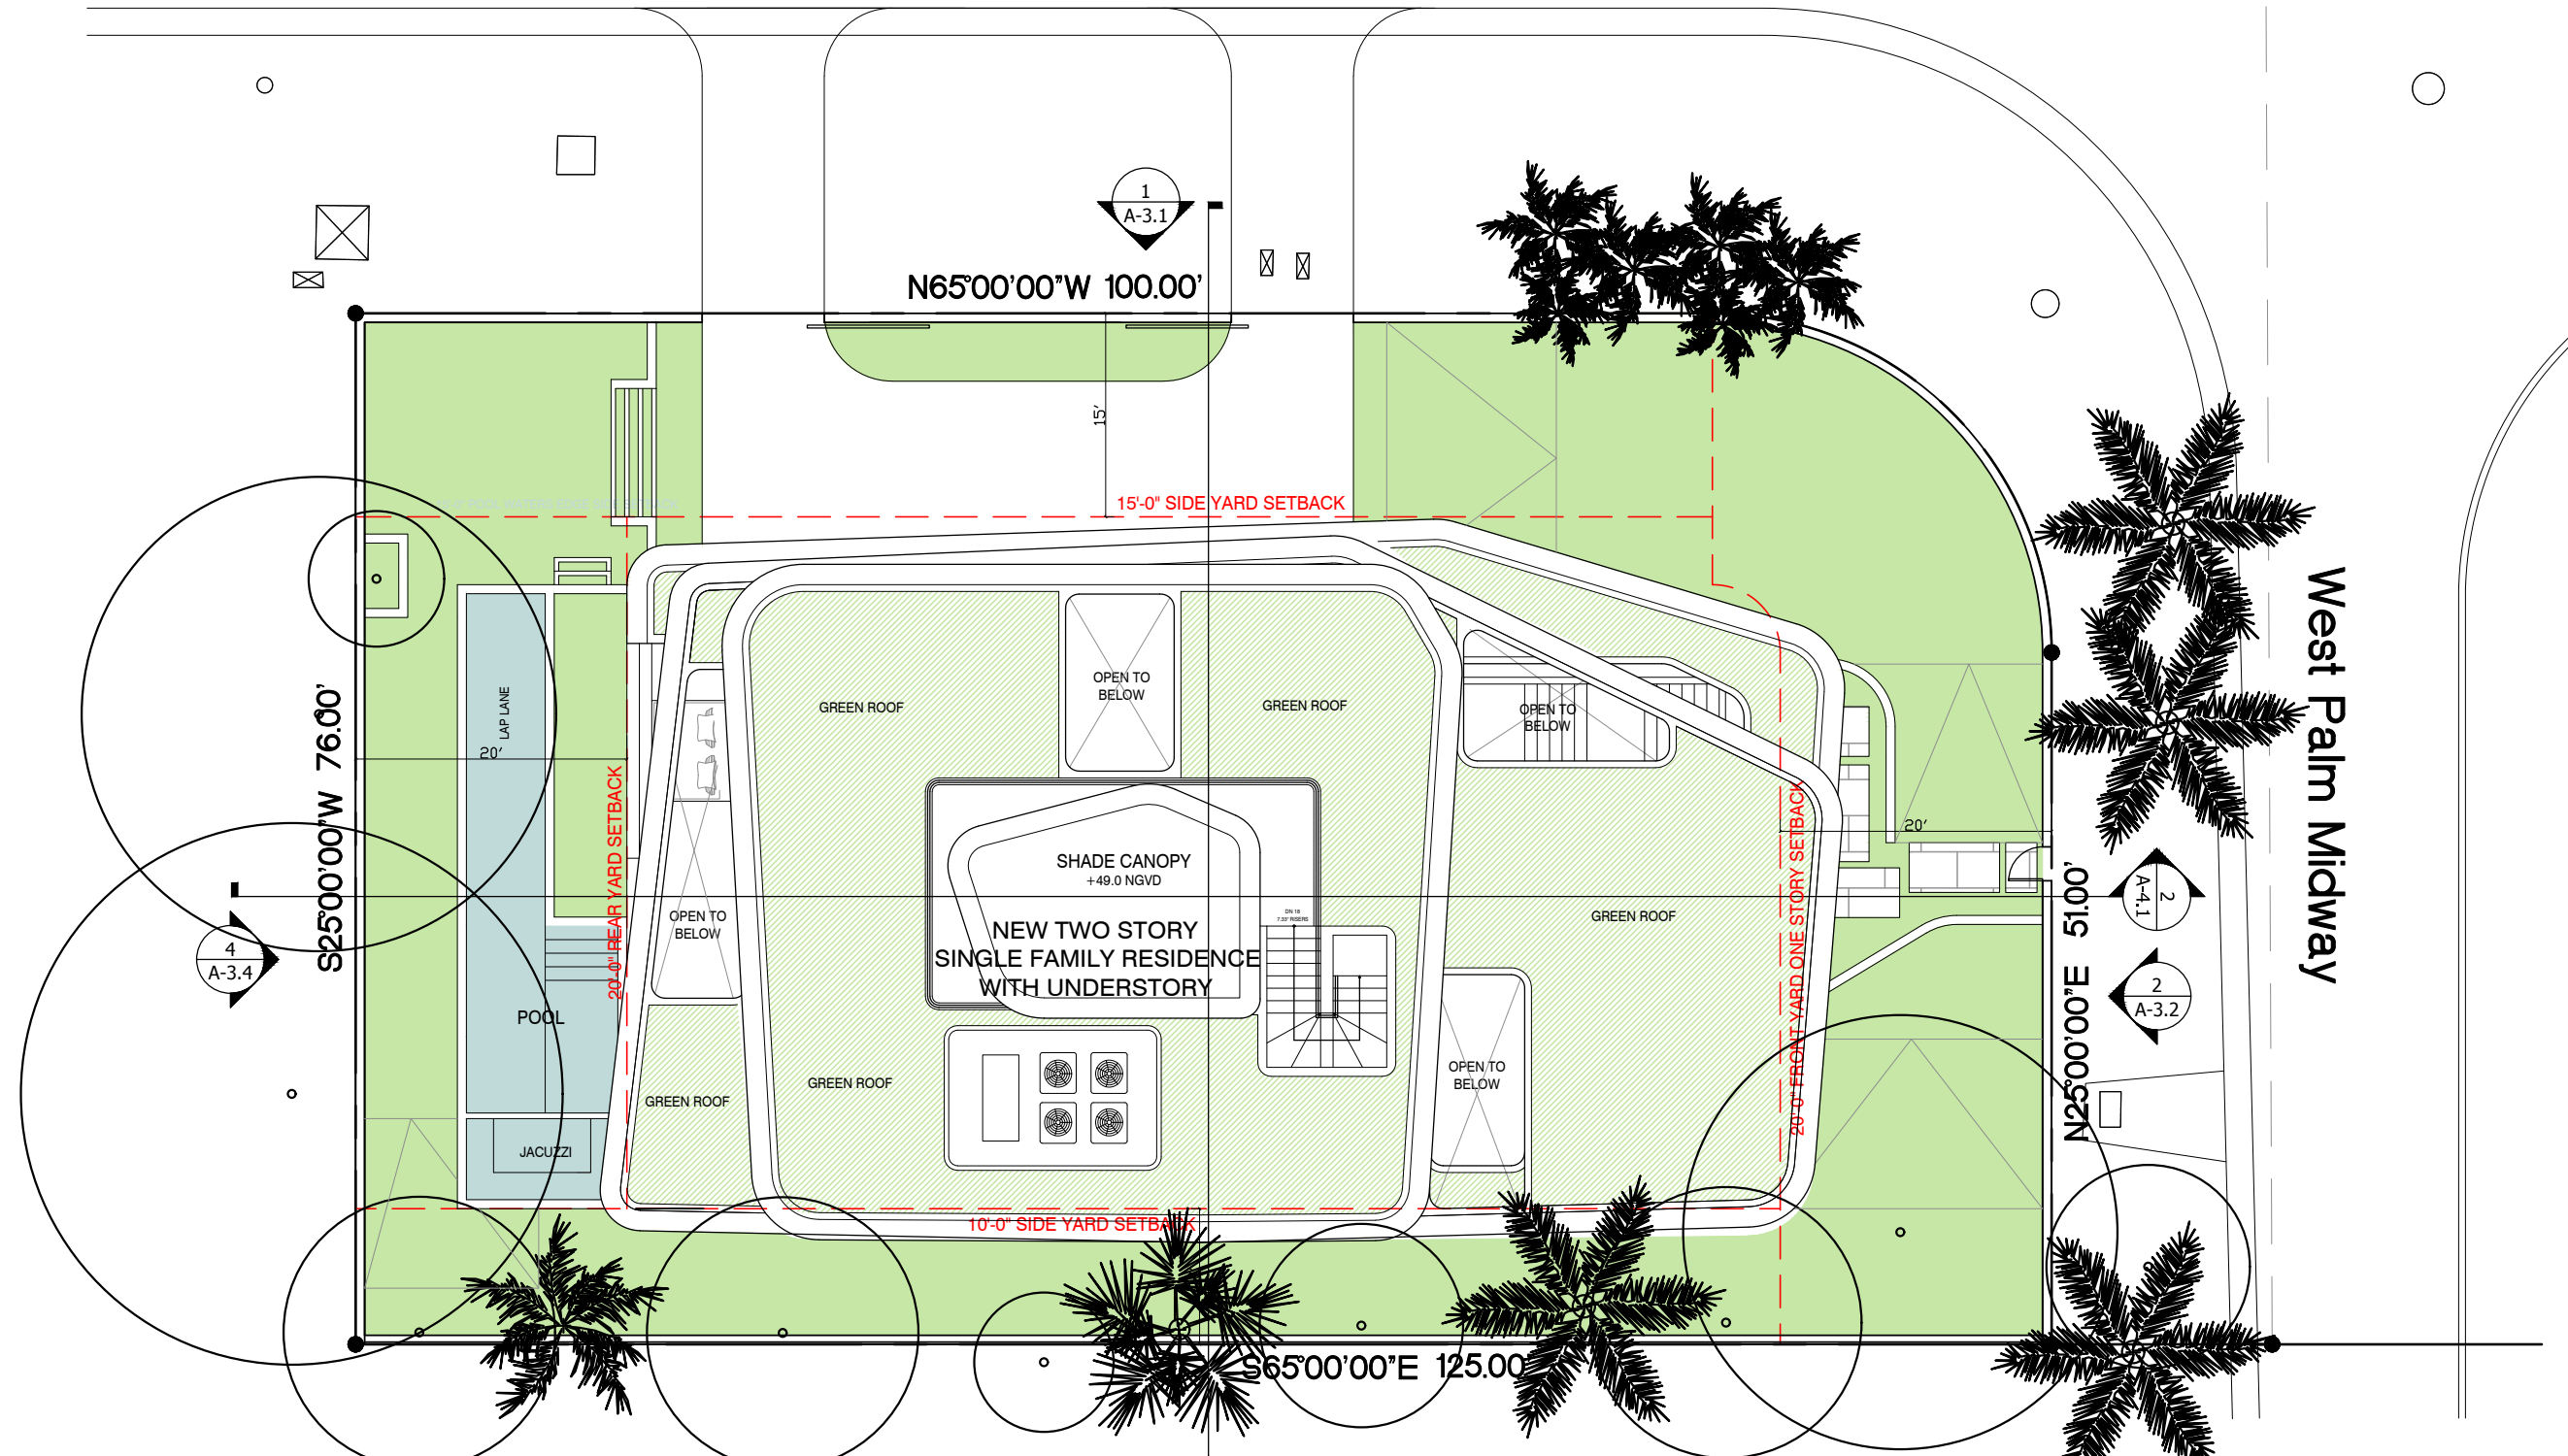 1
A-3.1
N65°00'00"W 100.00'
15'
15'-0" SIDE YARD SETBACK
West Palm Midway
S25°00'00"W 76.00'
LAP LANE
20'
20'-0" REAR YARD SETBACK
GREEN ROOF
OPEN TO
BELOW
GREEN ROOF
OPEN TO
BELOW
20'
20'-0" FRONT YARD ONE STORY SETBACK
SHADE CANOPY
+49.0 NGVD
NEW TWO STORY
SINGLE FAMILY RESIDENCE
WITH UNDERSTORY
DN 18
7.33" RISERS
OPEN TO
BELOW
GREEN ROOF
2
A-4.1
4
A-3.4
2
A-3.2
N25°00'00"E 51.00'
POOL
OPEN TO
BELOW
GREEN ROOF
GREEN ROOF
JACUZZI
10'-0" SIDE YARD SETBACK
S65°00'00"E 125.00